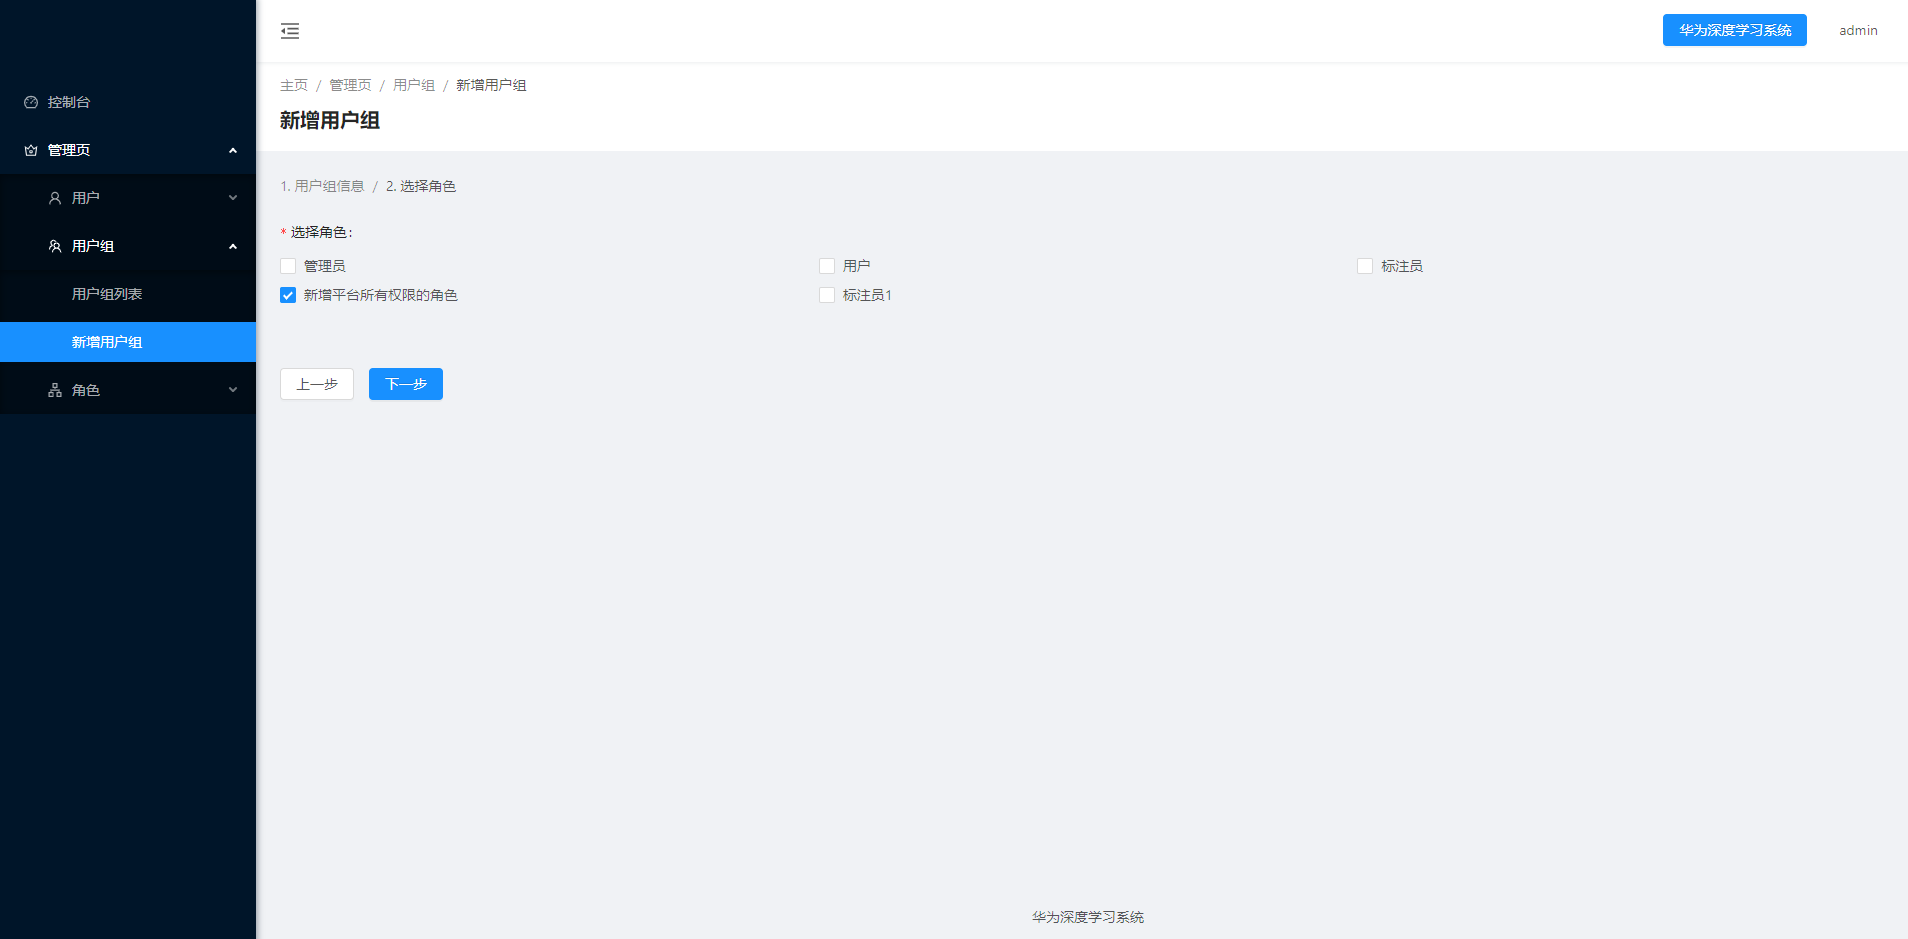 华为深度学习系统 admin
控制台
管理页
用户
用户组
用户组列表
新增用户组
角色
主页 / 管理页 / 用户组 / 新增用户组
新增用户组
1. 用户组信息 / 2. 选择角色
* 选择角色:
管理员 用户 标注员
新增平台所有权限的角色 标注员1
上一步 下一步
华为深度学习系统